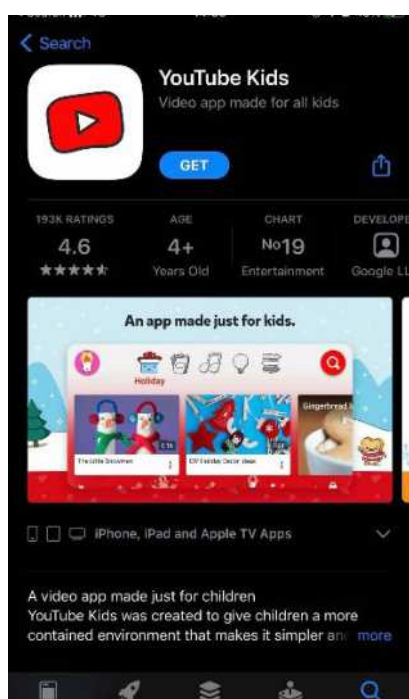 Search
YouTube Kids
Video app made for all kids
GET
193K RATINGS
4.6
AGE
4+
Years Old
CHART
No19
Entertainment
DEVELOPE
Google LL
An app made just for kids.
Holiday
The Little Snowmen
DIY Holiday Decor Ideas
Gingerbread
iPhone, iPad and Apple TV Apps
A video app made just for children
YouTube Kids was created to give children a more
contained environment that makes it simpler an more